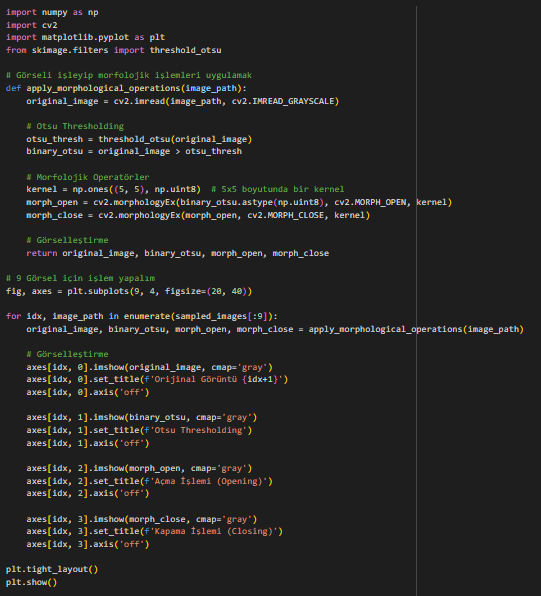 import numpy as np
import cv2
import matplotlib.pyplot as plt
from skimage.filters import threshold_otsu

# Görseli işleyip morfolojik işlemleri uygulamak
def apply_morphological_operations(image_path):
    original_image = cv2.imread(image_path, cv2.IMREAD_GRAYSCALE)

    # Otsu Thresholding
    otsu_thresh = threshold_otsu(original_image)
    binary_otsu = original_image > otsu_thresh

    # Morfolojik Operatörler
    kernel = np.ones((5, 5), np.uint8)  # 5x5 boyutunda bir kernel
    morph_open = cv2.morphologyEx(binary_otsu.astype(np.uint8), cv2.MORPH_OPEN, kernel)
    morph_close = cv2.morphologyEx(morph_open, cv2.MORPH_CLOSE, kernel)

    # Görselleştirme
    return original_image, binary_otsu, morph_open, morph_close

# 9 Görsel için işlem yapalım
fig, axes = plt.subplots(9, 4, figsize=(20, 40))

for idx, image_path in enumerate(sampled_images[:9]):
    original_image, binary_otsu, morph_open, morph_close = apply_morphological_operations(image_path)

    # Görselleştirme
    axes[idx, 0].imshow(original_image, cmap='gray')
    axes[idx, 0].set_title(f'Orijinal Görüntü {idx+1}')
    axes[idx, 0].axis('off')

    axes[idx, 1].imshow(binary_otsu, cmap='gray')
    axes[idx, 1].set_title(f'Otsu Thresholding')
    axes[idx, 1].axis('off')

    axes[idx, 2].imshow(morph_open, cmap='gray')
    axes[idx, 2].set_title(f'Açma İşlemi (Opening)')
    axes[idx, 2].axis('off')

    axes[idx, 3].imshow(morph_close, cmap='gray')
    axes[idx, 3].set_title(f'Kapama İşlemi (Closing)')
    axes[idx, 3].axis('off')

plt.tight_layout()
plt.show()